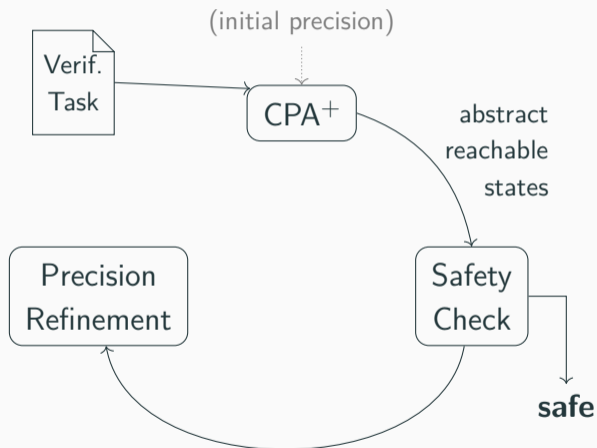 (initial precision)
Verif.
Task
CPA⁺
abstract
reachable
states
Precision
Refinement
Safety
Check
safe